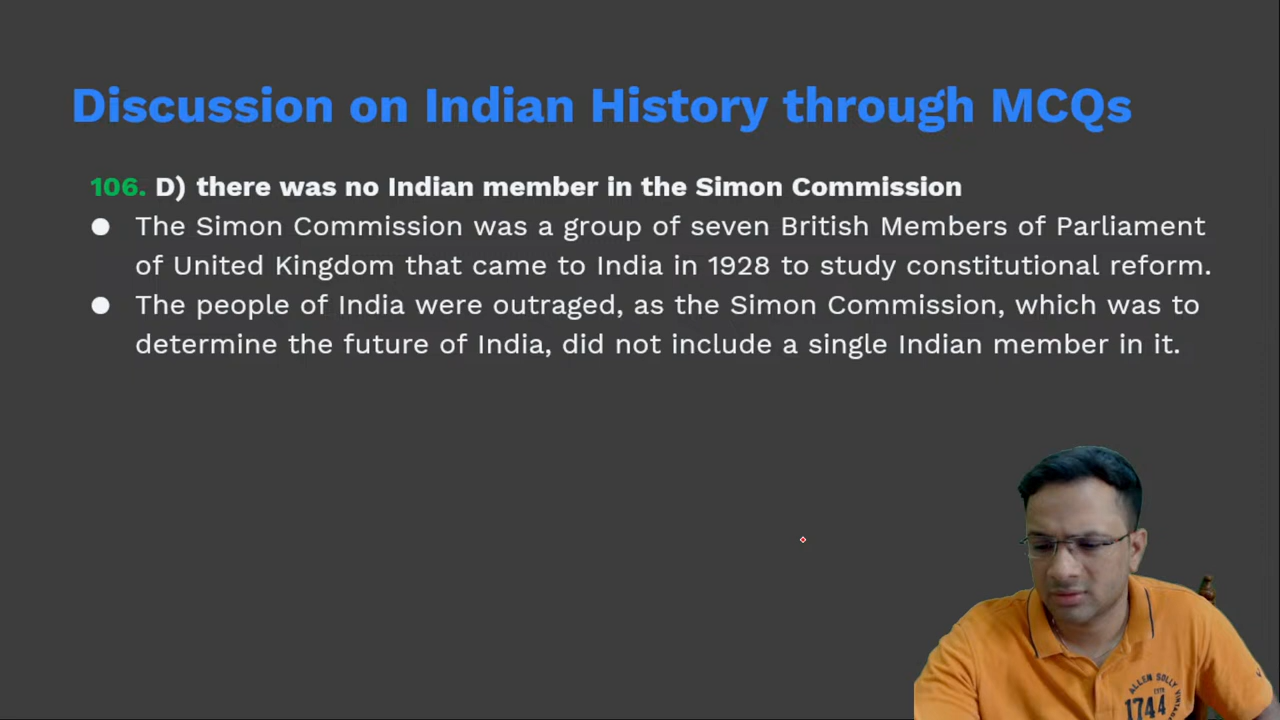 Discussion on Indian History through MCQs
106. D) there was no Indian member in the Simon Commission
● The Simon Commission was a group of seven British Members of Parliament
of United Kingdom that came to India in 1928 to study constitutional reform.
● The people of India were outraged, as the Simon Commission, which was to
determine the future of India, did not include a single Indian member in it.
ALLEN SOLLY
1744